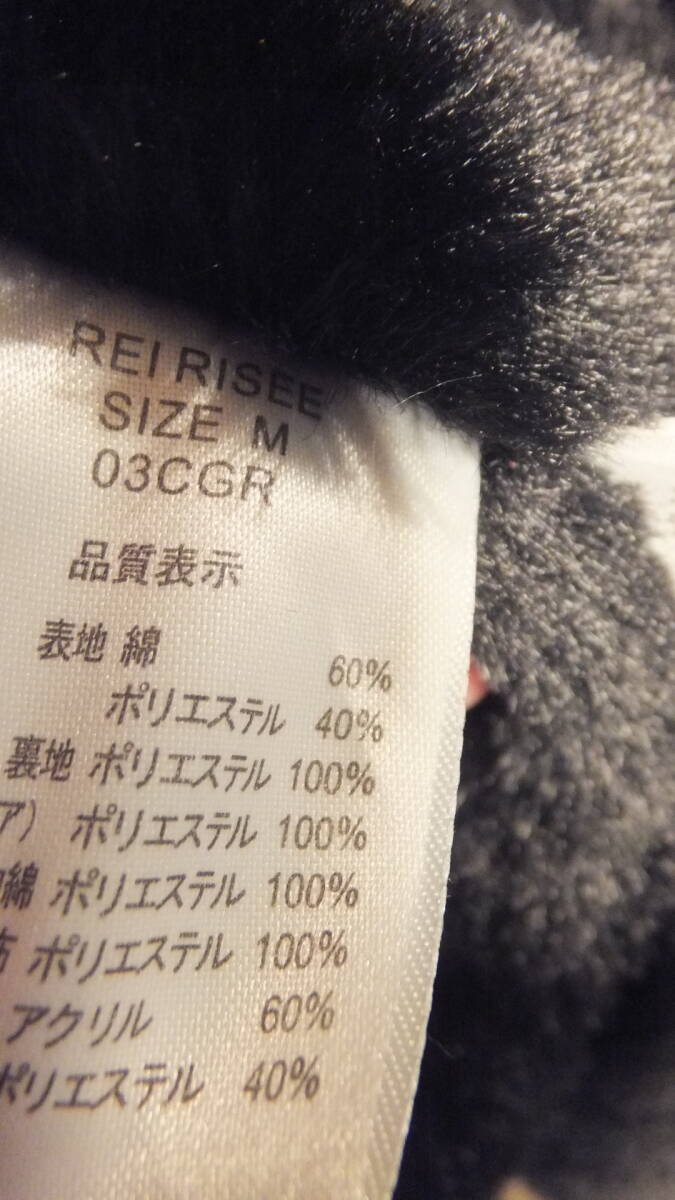 REI RISEE
SIZE M
03CGR
品質表示
表地 綿 60%
ポリエステル 40%
裏地 ポリエステル 100%
ア) ポリエステル 100%
綿 ポリエステル 100%
ポリエステル 100%
アクリル 60%
ポリエステル 40%